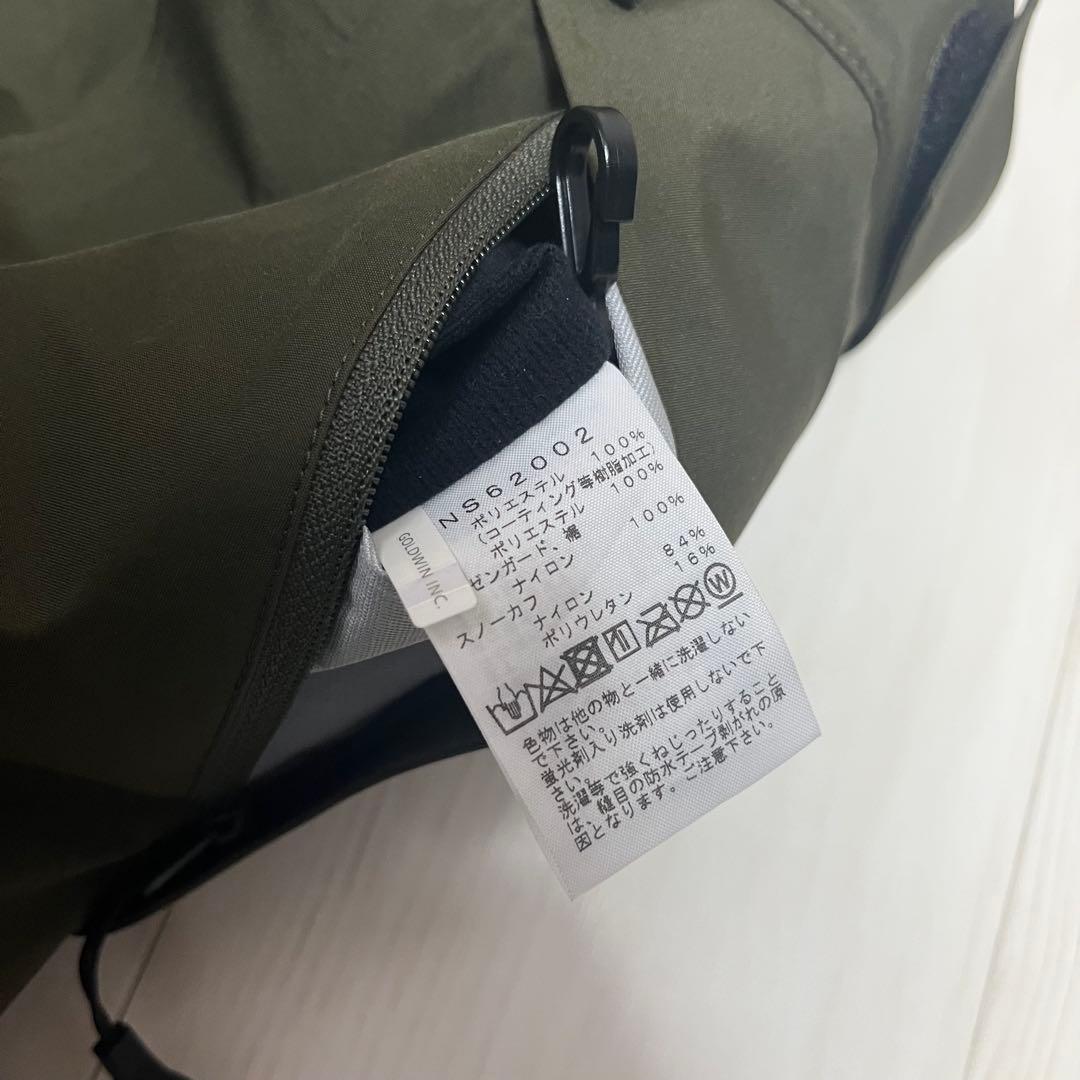 NS62002
ポリエステル 100%
(コーティング等樹脂加工)
ポリエステル 100%
ゼンガード、裾
ナイロン 100%
スノーカフ
ナイロン 84%
ポリウレタン 16%
W
色物は他の物と一緒に洗濯しない
で下さい。
蛍光剤入り洗剤は使用しないで下
さい。
洗濯等で強くねじったりすること
は、縫目の防水テープ剥がれの原
因となります。ご注意下さい。
GOLDWIN INC.